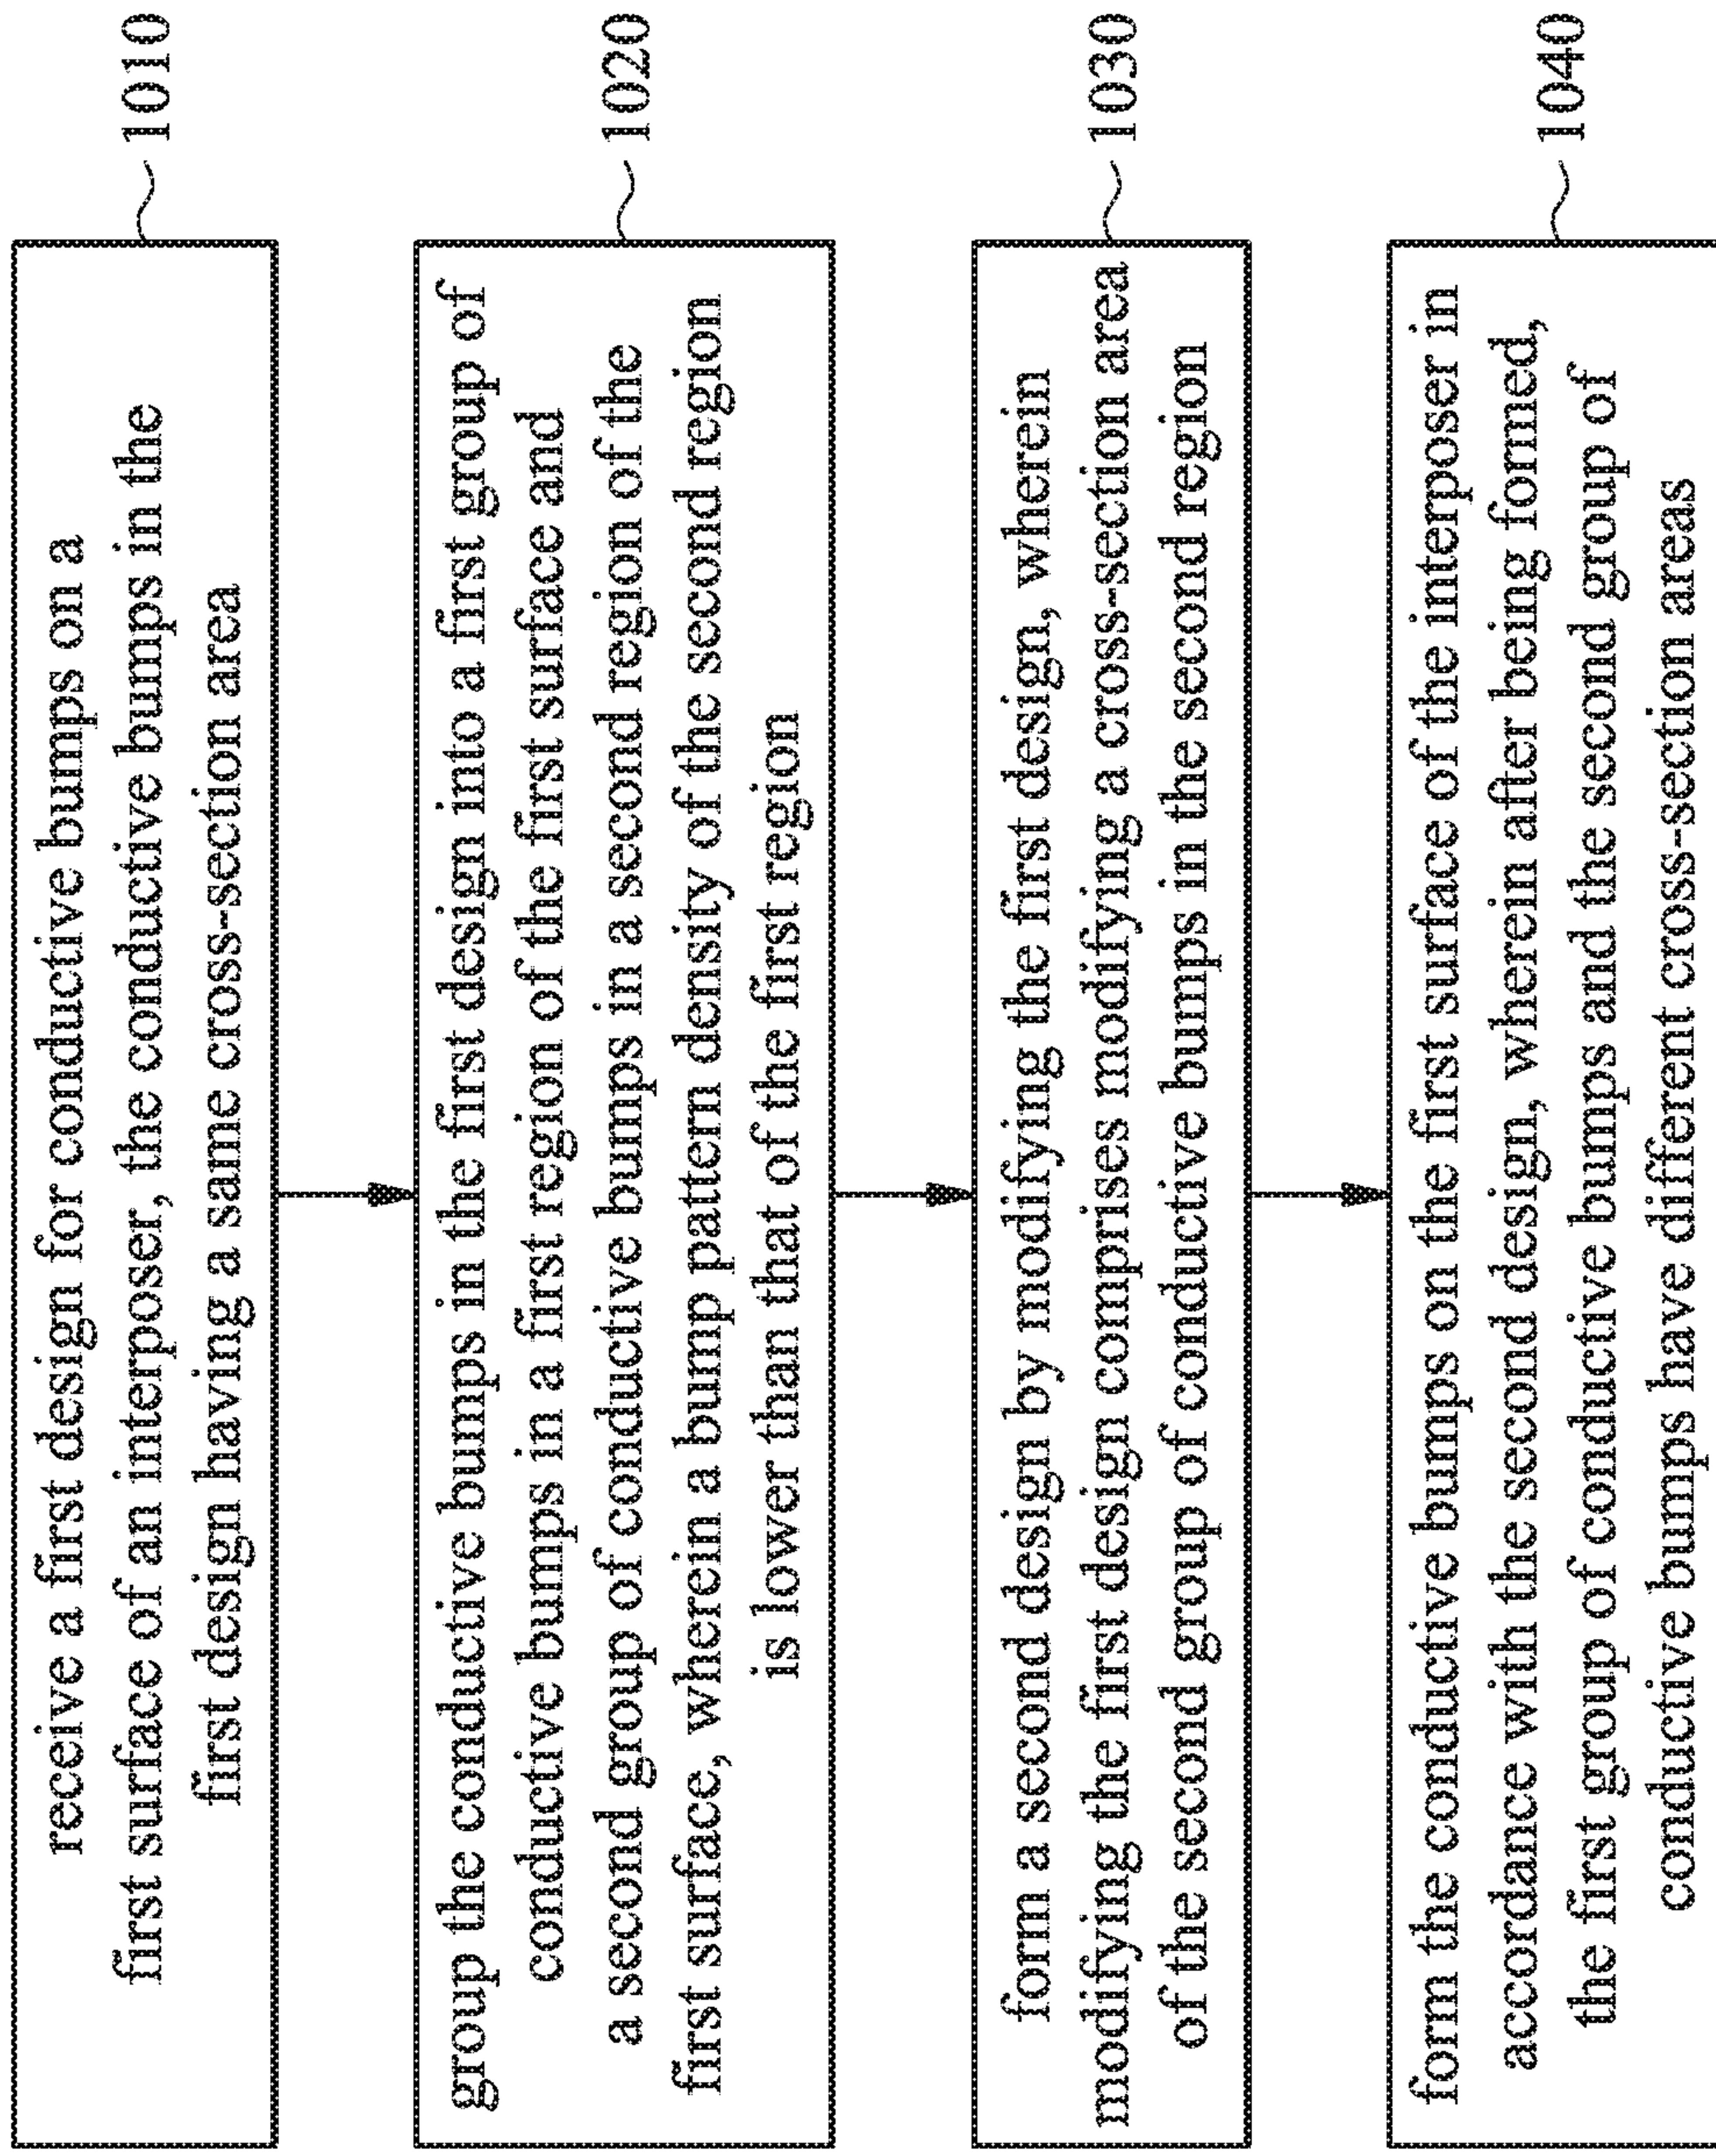 receive a first design for conductive bumps on a
first surface of an interposer, the conductive bumps in the
first design having a same cross-section area
1010
group the conductive bumps in the first design into a first group of
conductive bumps in a first region of the first surface and
a second group of conductive bumps in a second region of the
first surface, wherein a bump pattern density of the second region
is lower than that of the first region
1020
form a second design by modifying the first design, wherein
modifying the first design comprises modifying a cross-section area
of the second group of conductive bumps in the second region
1030
form the conductive bumps on the first surface of the interposer in
accordance with the second design, wherein after being formed,
the first group of conductive bumps and the second group of
conductive bumps have different cross-section areas
1040